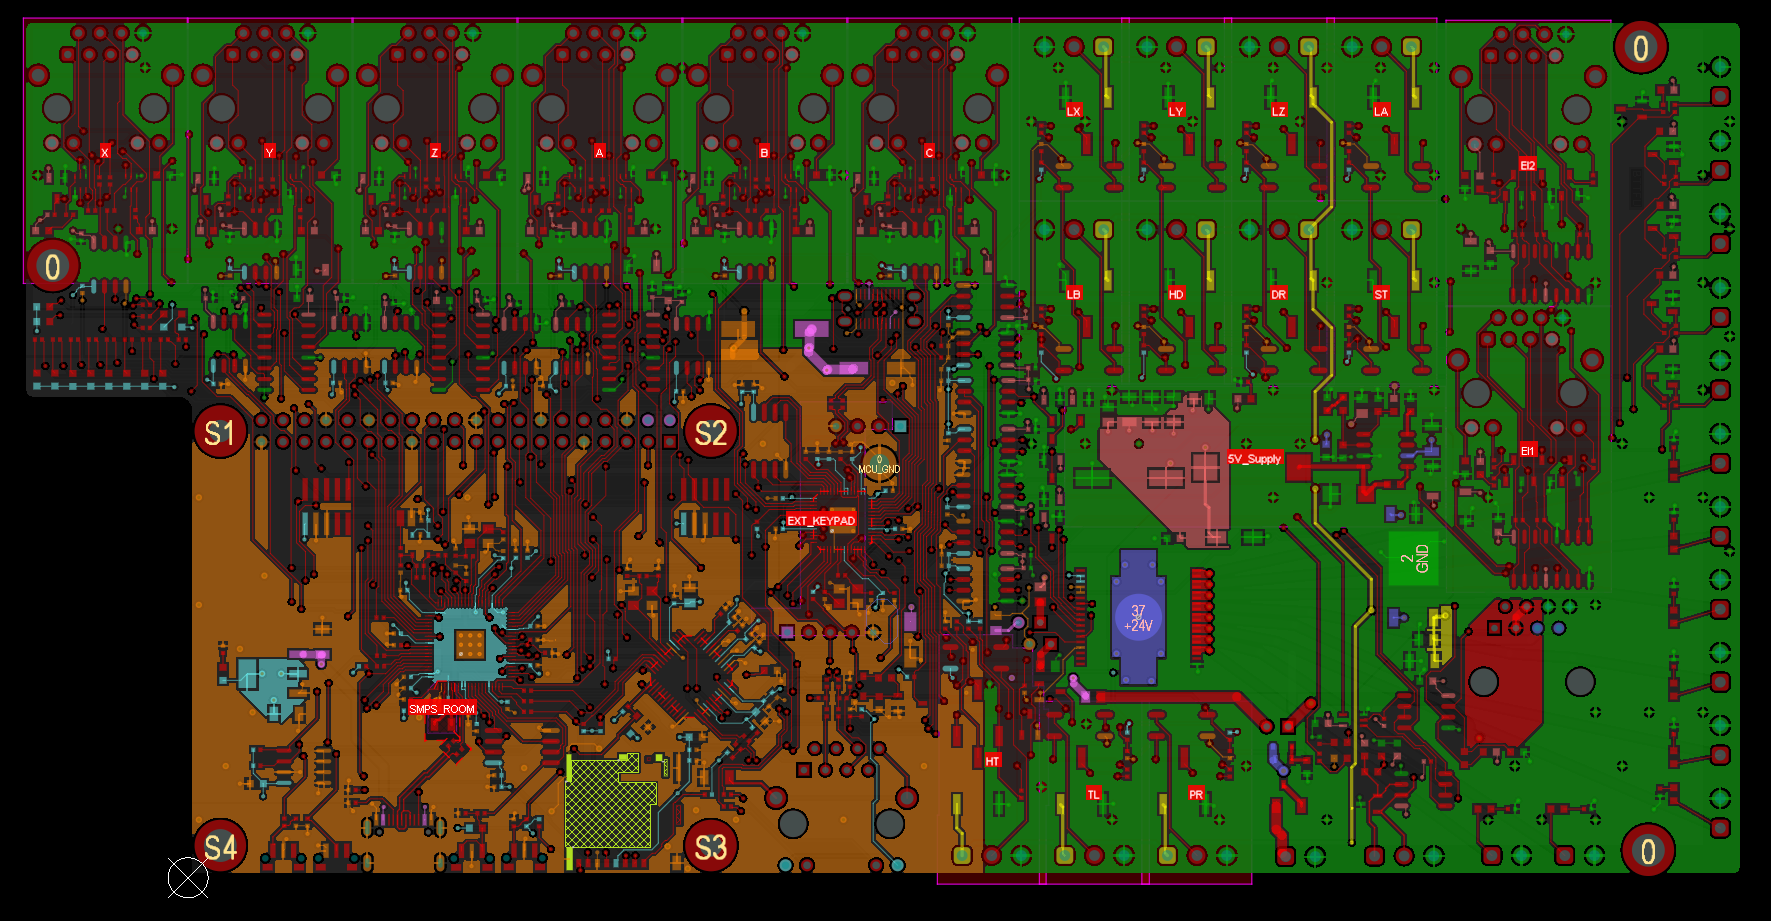 0
LX
LY
LZ
LA
X
Y
Z
A
B
C
EI2
0
LB
HD
DR
ST
S1
S2
EI1
5V_Supply
0
MCU_GND
EXT_KEYPAD
2
GND
37
+24V
SMPS_ROOM
HT
TL
PR
S4
S3
0